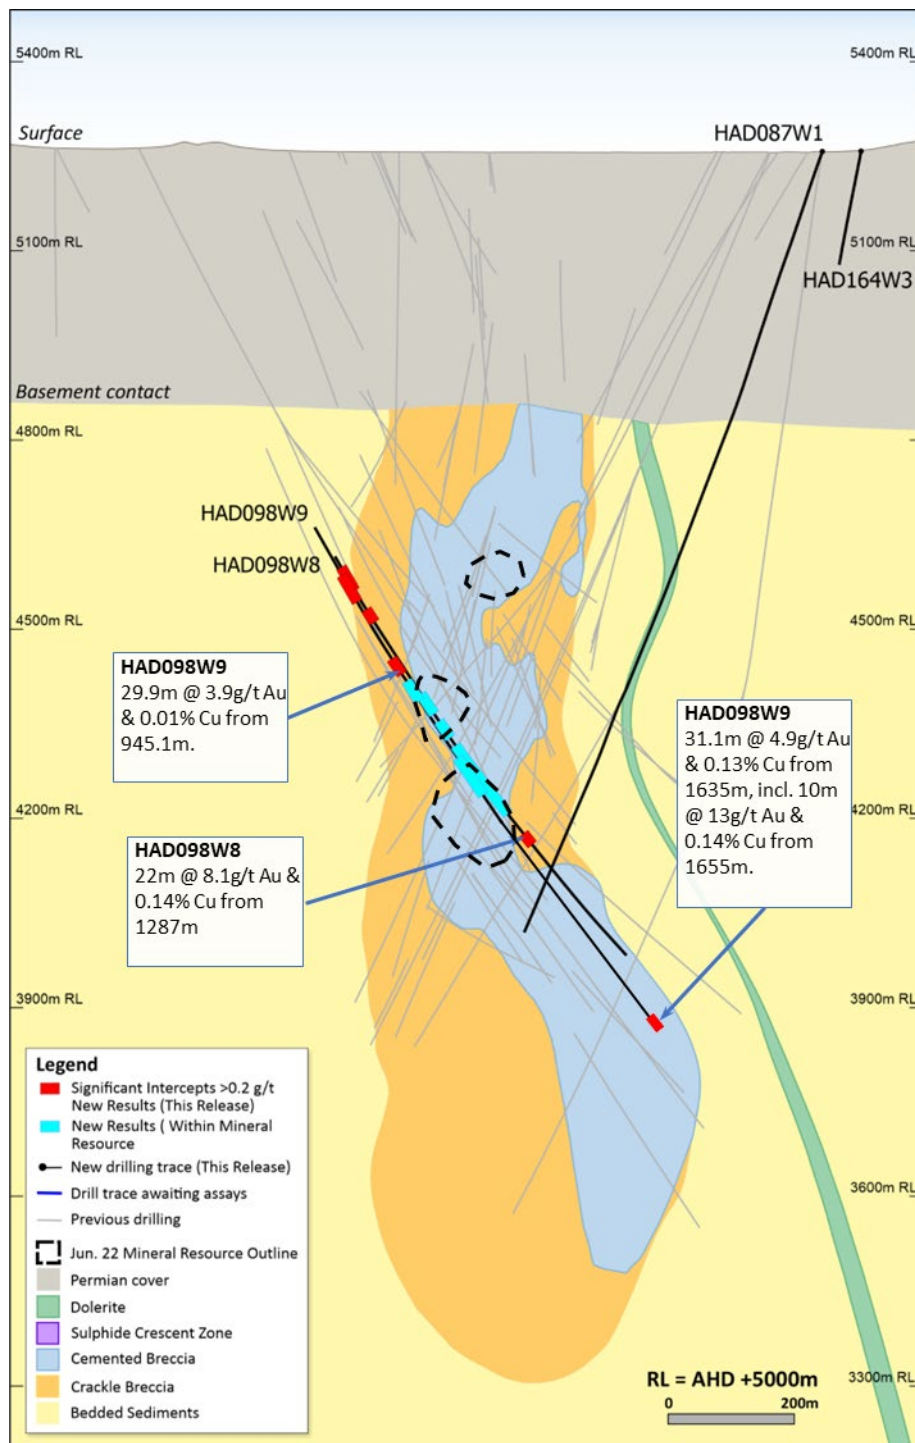 5400m RL
5400m RL
Surface
HAD087W1
5100m RL
5100m RL
HAD164W3
Basement contact
4800m RL
4800m RL
HAD098W9
HAD098W8
4500m RL
4500m RL
HAD098W9
29.9m @ 3.9g/t Au
& 0.01% Cu from
945.1m.
HAD098W9
31.1m @ 4.9g/t Au
& 0.13% Cu from
1635m, incl. 10m
@ 13g/t Au &
0.14% Cu from
1655m.
4200m RL
4200m RL
HAD098W8
22m @ 8.1g/t Au &
0.14% Cu from
1287m
3900m RL
3900m RL
Legend
Significant Intercepts >0.2 g/t
New Results (This Release)
New Results ( Within Mineral
Resource
New drilling trace (This Release)
Drill trace awaiting assays
Previous drilling
Jun. 22 Mineral Resource Outline
Permian cover
Dolerite
Sulphide Crescent Zone
Cemented Breccia
Crackle Breccia
Bedded Sediments
3600m RL
RL = AHD +5000m
0 200m
3300m RL